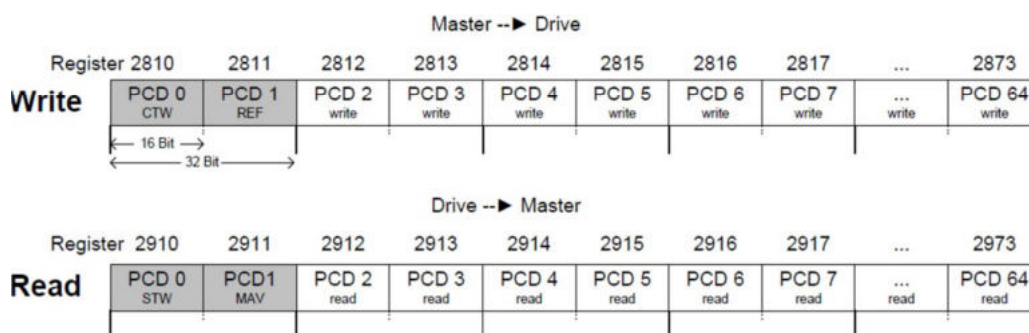 Master --► Drive
Register 2810 2811 2812 2813 2814 2815 2816 2817 ... 2873
Write PCD 0 PCD 1 PCD 2 PCD 3 PCD 4 PCD 5 PCD 6 PCD 7 ... PCD 64
CTW REF write write write write write write write write
16 Bit
32 Bit
Drive --► Master
Register 2910 2911 2912 2913 2914 2915 2916 2917 ... 2973
Read PCD 0 PCD1 PCD 2 PCD 3 PCD 4 PCD 5 PCD 6 PCD 7 ... PCD 64
STW MAV read read read read read read read read